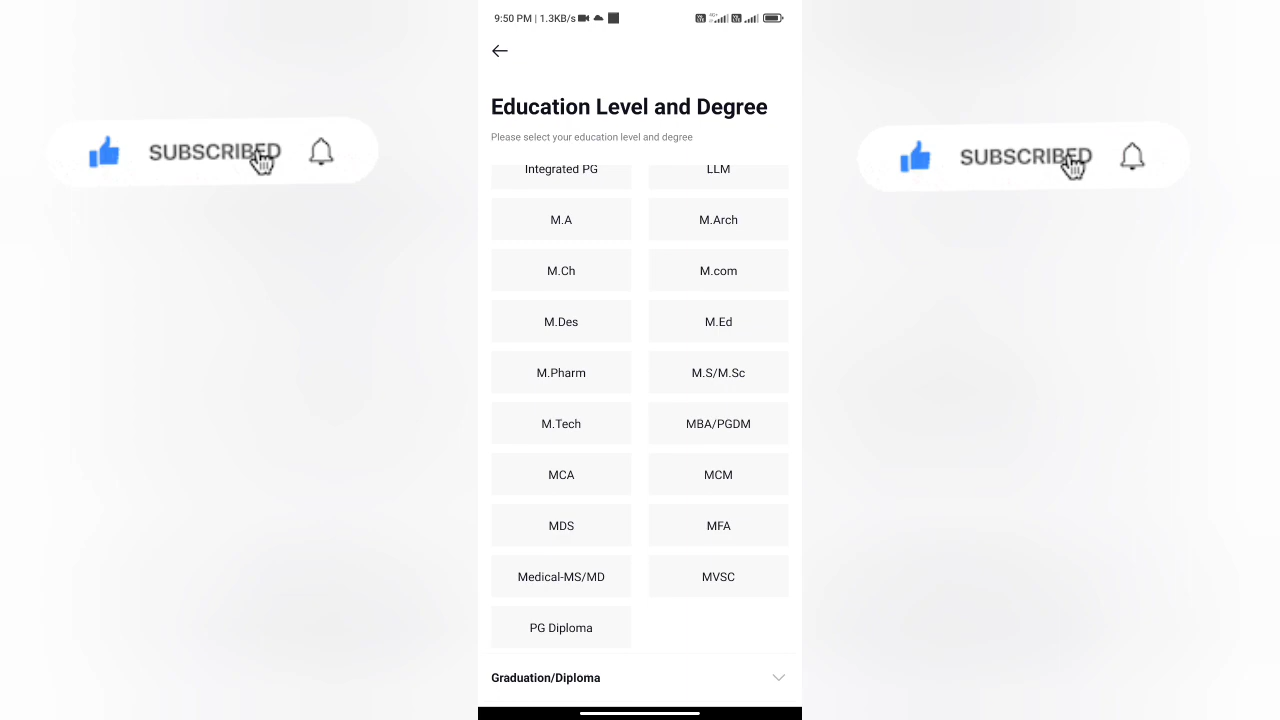 9:50 PM | 1.3KB/s
Education Level and Degree
Please select your education level and degree
SUBSCRIBED
SUBSCRIBED
Integrated PG LLM
M.A M.Arch
M.Ch M.com
M.Des M.Ed
M.Pharm M.S/M.Sc
M.Tech MBA/PGDM
MCA MCM
MDS MFA
Medical-MS/MD MVSC
PG Diploma
Graduation/Diploma